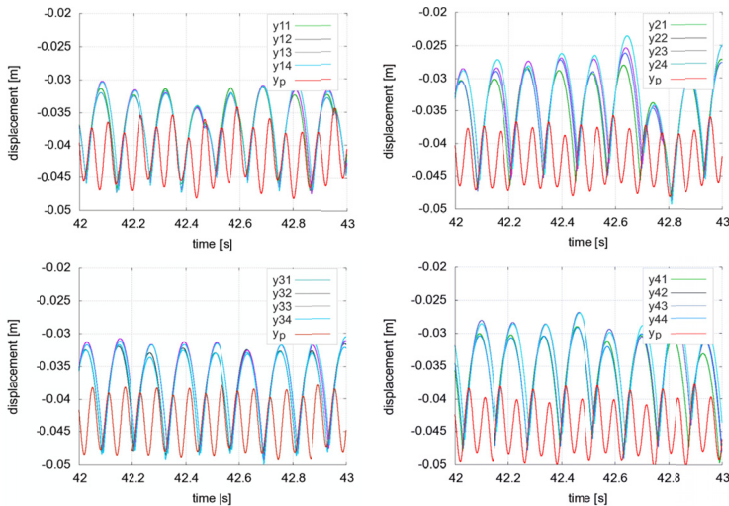 -0.02
-0.025
-0.03
-0.035
-0.04
-0.045
-0.05
displacement [m]
42
42.2
42.4
42.6
42.8
43
time [s]
y11
y12
y13
y14
yp
-0.02
-0.025
-0.03
-0.035
-0.04
-0.045
-0.05
displacement [m]
42
42.2
42.4
42.6
42.8
43
time [s]
y21
y22
y23
y24
yp
-0.02
-0.025
-0.03
-0.035
-0.04
-0.045
-0.05
displacement [m]
42
42.2
42.4
42.6
42.8
43
time [s]
y31
y32
y33
y34
yp
-0.02
-0.025
-0.03
-0.035
-0.04
-0.045
-0.05
displacement [m]
42
42.2
42.4
42.6
42.8
43
time [s]
y41
y42
y43
y44
yp